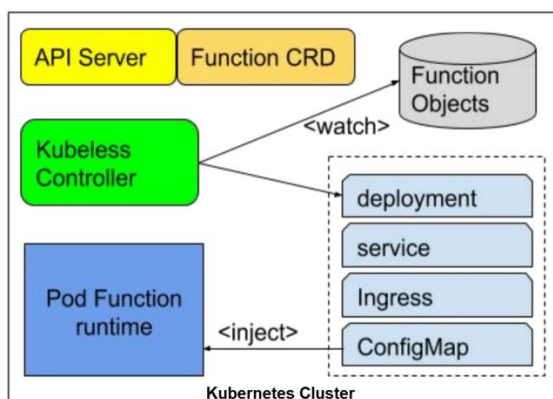 API Server
Function CRD
Function
Objects
<watch>
Kubeless
Controller
deployment
service
Ingress
ConfigMap
Pod Function
runtime
<inject>
Kubernetes Cluster